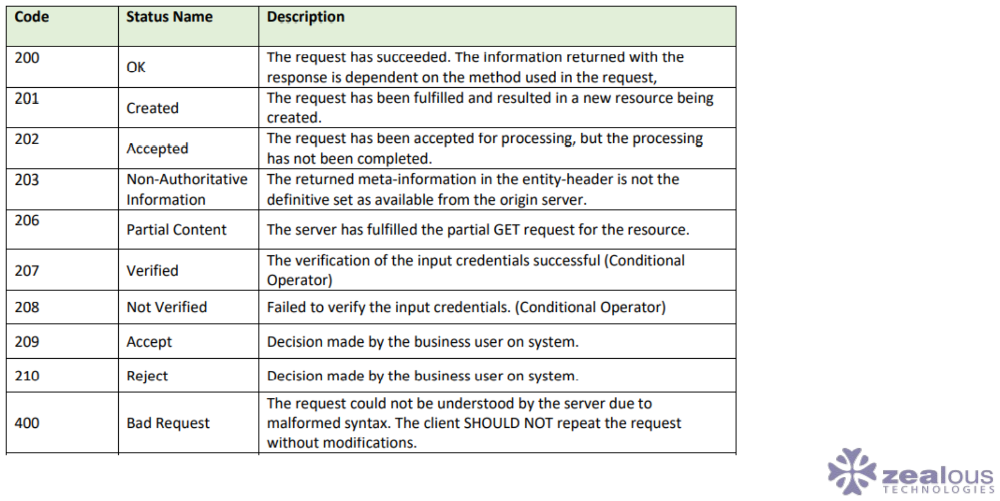 Code Status Name Description
200 OK The request has succeeded. The information returned with the
response is dependent on the method used in the request,
201 Created The request has been fulfilled and resulted in a new resource being
created.
202 Accepted The request has been accepted for processing, but the processing
has not been completed.
203 Non-Authoritative The returned meta-information in the entity-header is not the
Information definitive set as available from the origin server.
206 Partial Content The server has fulfilled the partial GET request for the resource.
207 Verified The verification of the input credentials successful (Conditional
Operator)
208 Not Verified Failed to verify the input credentials. (Conditional Operator)
209 Accept Decision made by the business user on system.
210 Reject Decision made by the business user on system.
400 Bad Request The request could not be understood by the server due to
malformed syntax. The client SHOULD NOT repeat the request
without modifications.
zealous
TECHNOLOGIES